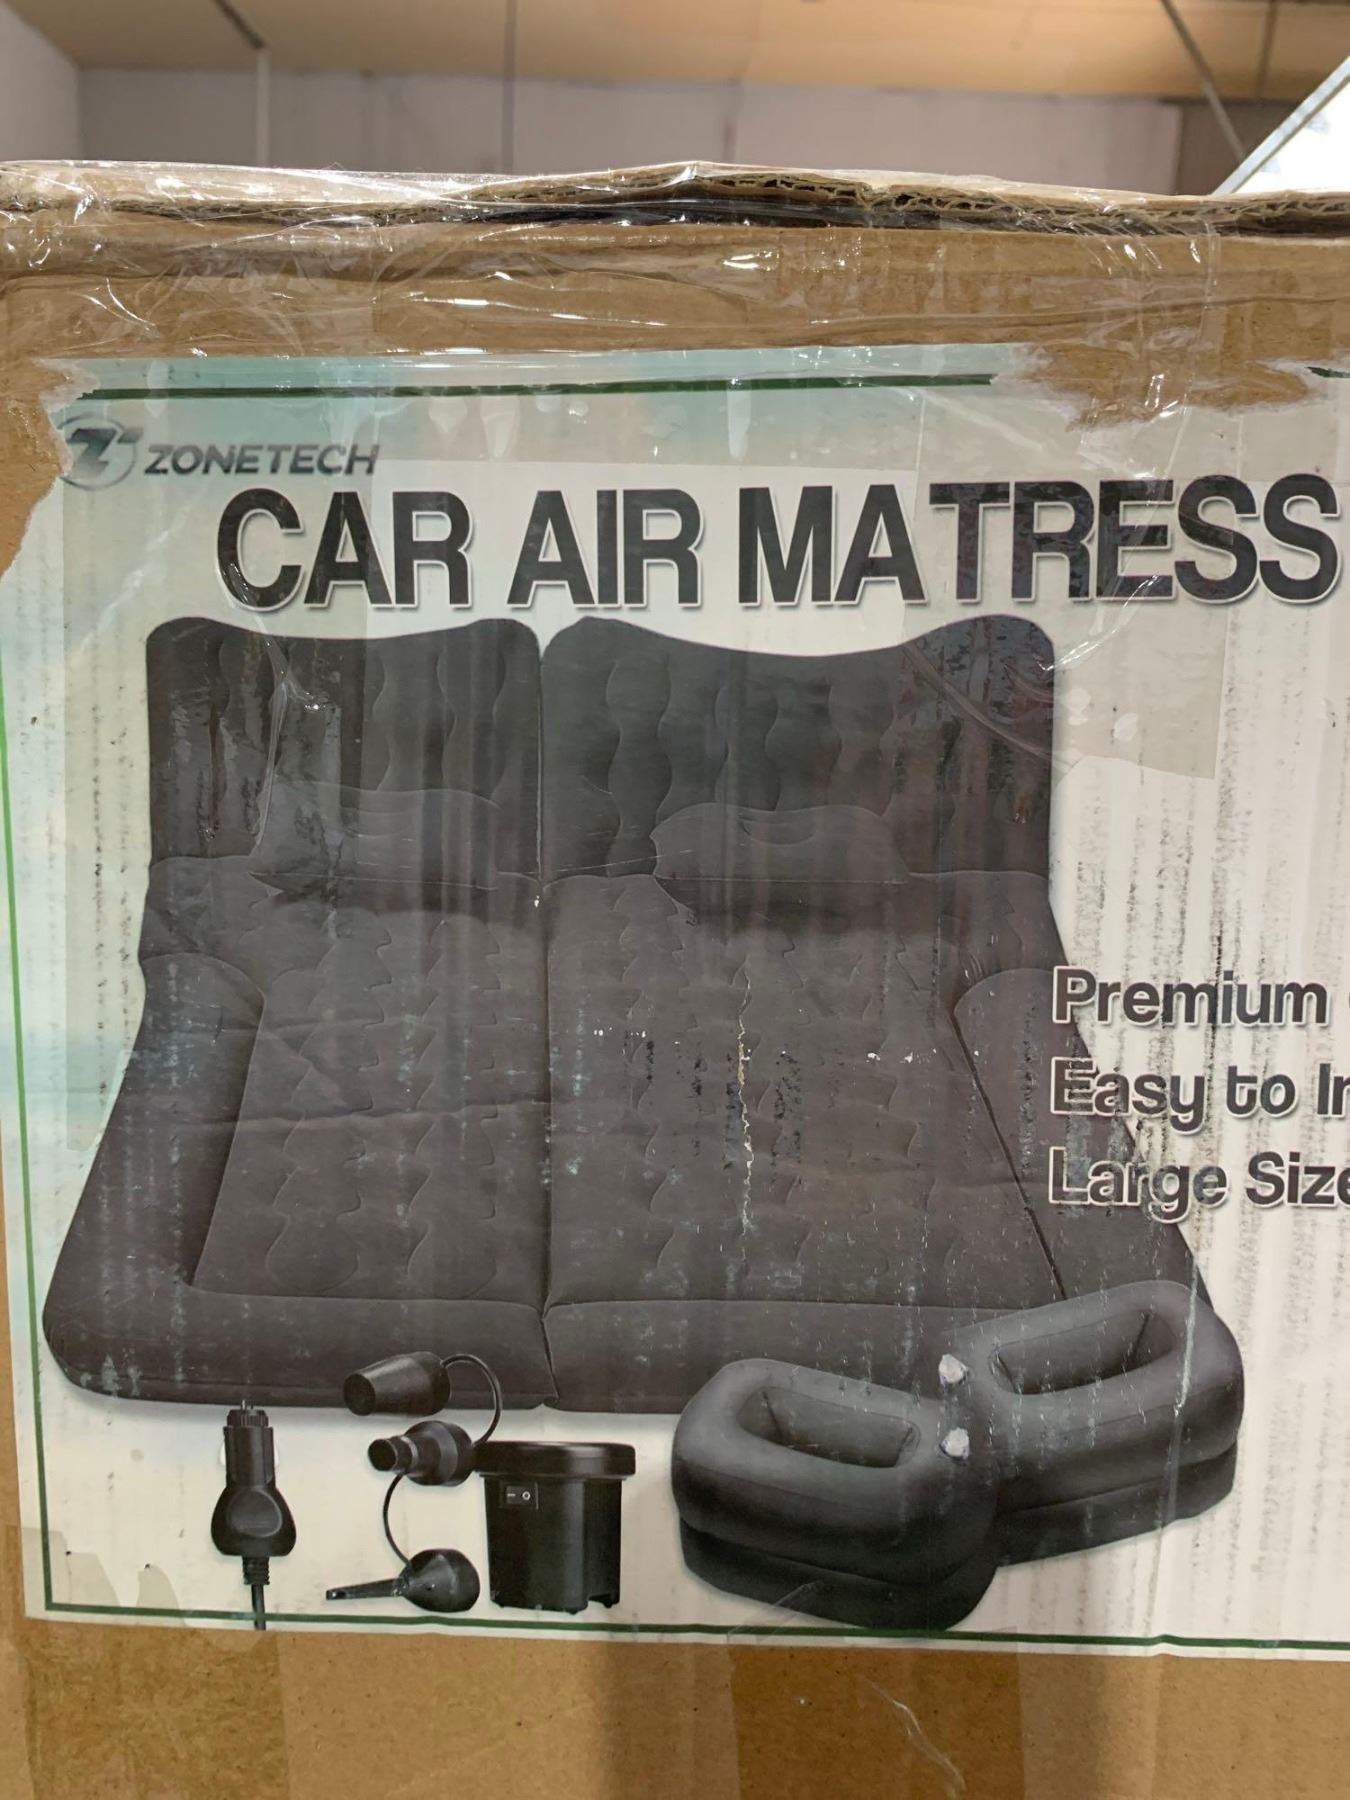 ZONETECH
CAR AIR MATRESS
Premium
Easy to
Large Size